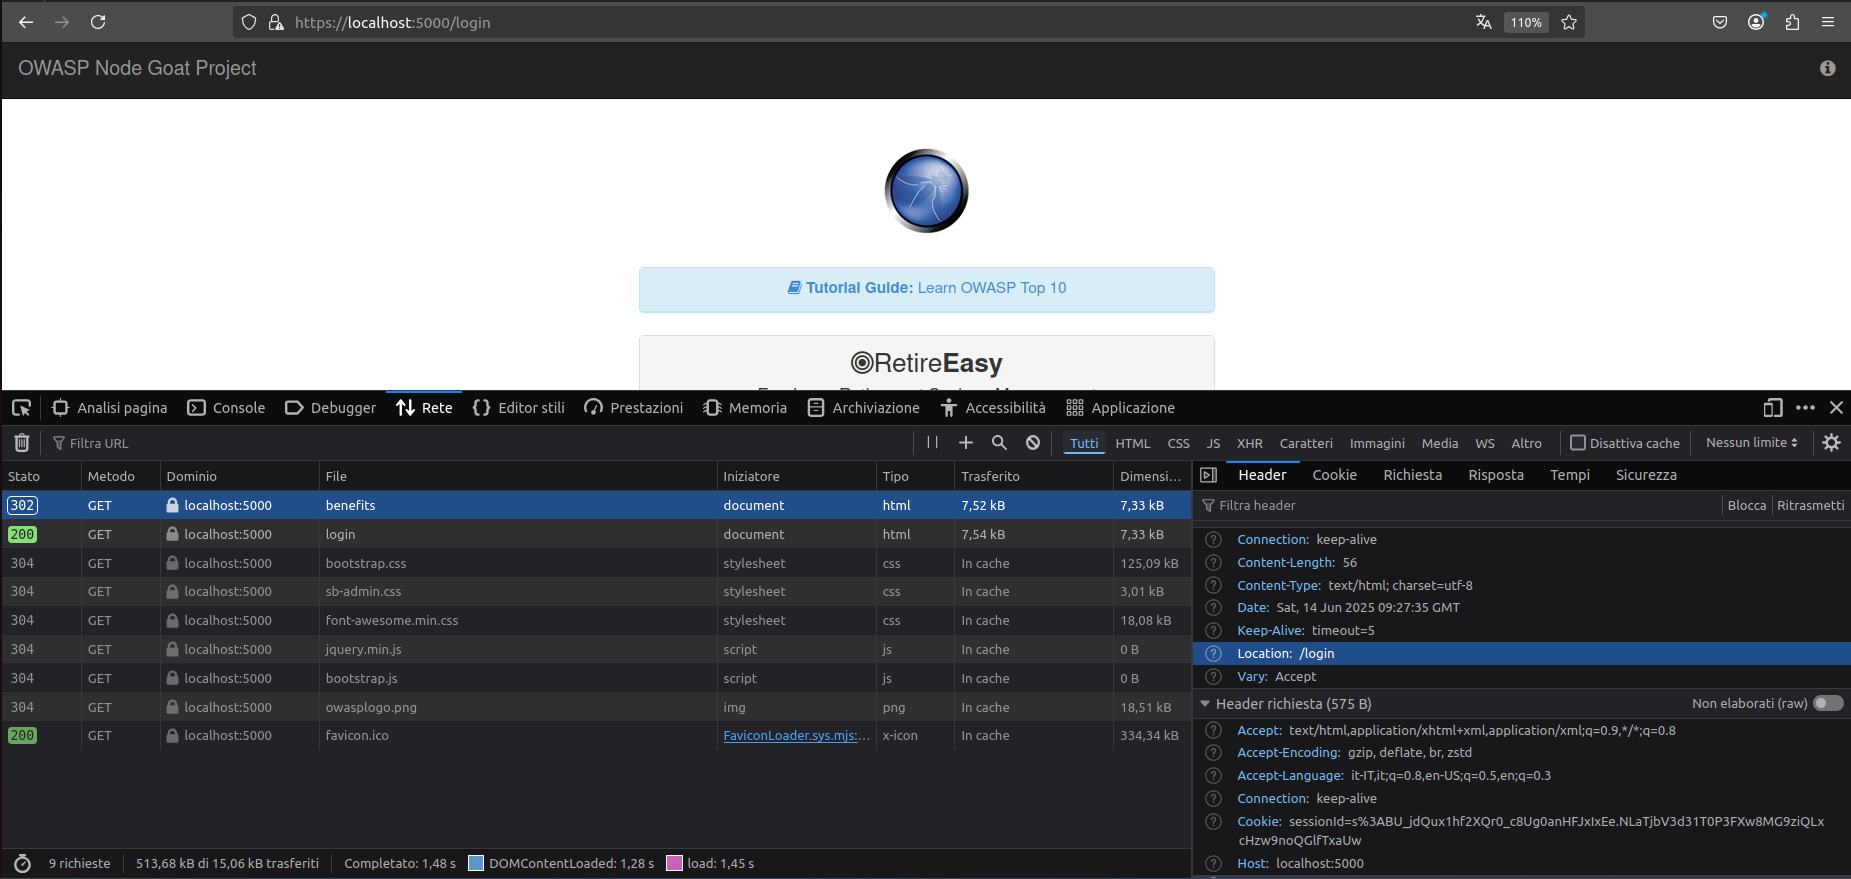 https://localhost:5000/login
110%
OWASP Node Goat Project
Tutorial Guide: Learn OWASP Top 10
RetireEasy
Analisi pagina
Console
Debugger
Rete
Editor stili
Prestazioni
Memoria
Archiviazione
Accessibilità
Applicazione
Filtra URL
Tutti
HTML
CSS
JS
XHR
Caratteri
Immagini
Media
WS
Altro
Disattiva cache
Nessun limite
Stato Metodo Dominio File Iniziatore Tipo Trasferito Dimensi...
302 GET localhost:5000 benefits document html 7,52 kB 7,33 kB
200 GET localhost:5000 login document html 7,54 kB 7,33 kB
304 GET localhost:5000 bootstrap.css stylesheet css In cache 125,09 kB
304 GET localhost:5000 sb-admin.css stylesheet css In cache 3,01 kB
304 GET localhost:5000 font-awesome.min.css stylesheet css In cache 18,08 kB
304 GET localhost:5000 jquery.min.js script js In cache 0 B
304 GET localhost:5000 bootstrap.js script js In cache 0 B
304 GET localhost:5000 owasplogo.png img png In cache 18,51 kB
200 GET localhost:5000 favicon.ico FaviconLoader.sys.mjs:... x-icon In cache 334,34 kB
9 richieste
513,68 kB di 15,06 kB trasferiti
Completato: 1,48 s
DOMContentLoaded: 1,28 s
load: 1,45 s
Header
Cookie
Richiesta
Risposta
Tempi
Sicurezza
Filtra header
Blocca
Ritrasmetti
Connection: keep-alive
Content-Length: 56
Content-Type: text/html; charset=utf-8
Date: Sat, 14 Jun 2025 09:27:35 GMT
Keep-Alive: timeout=5
Location: /login
Vary: Accept
Header richiesta (575 B)
Non elaborati (raw)
Accept: text/html,application/xhtml+xml,application/xml;q=0.9,*/*;q=0.8
Accept-Encoding: gzip, deflate, br, zstd
Accept-Language: it-IT,it;q=0.8,en-US;q=0.5,en;q=0.3
Connection: keep-alive
Cookie: sessionId=s%3ABU_jdQux1hf2XQr0_c8Ug0anHFJxIxEe.NLaTjbV3d31T0P3FXw8MG9ziQLx
cHzw9noQGlfTxaUw
Host: localhost:5000